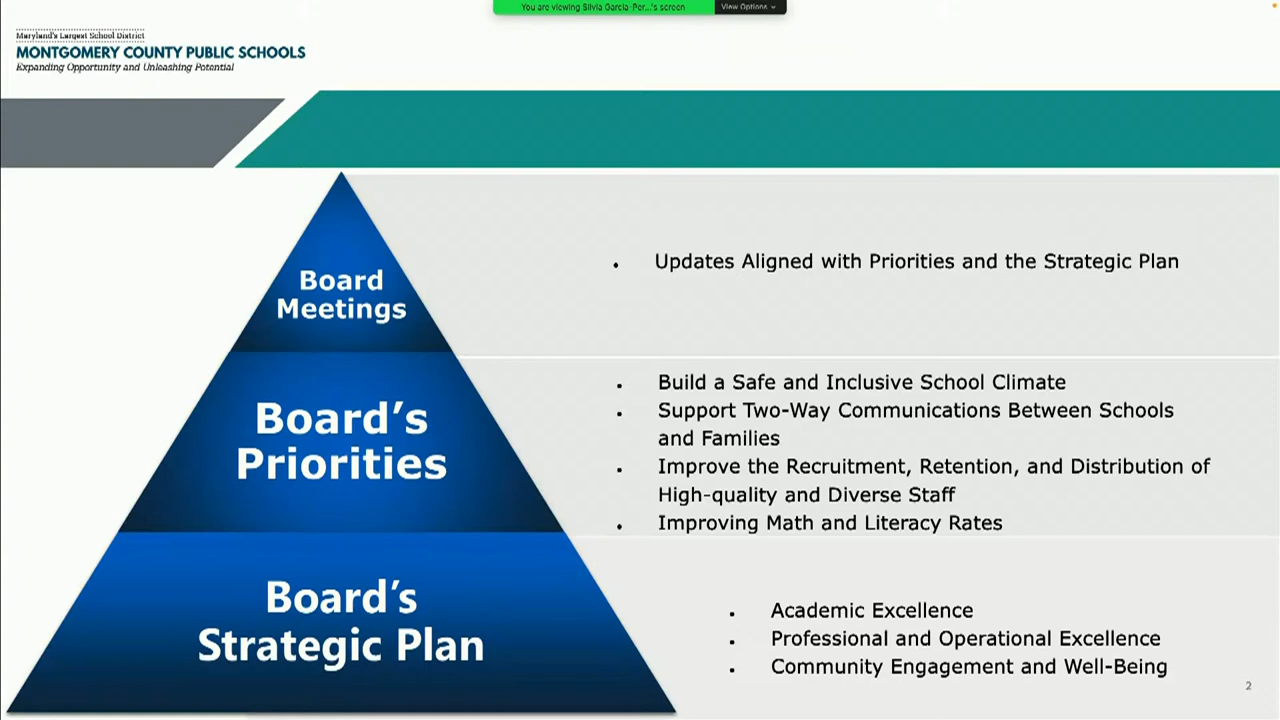 You are viewing Silvia Garcia-Per...'s screen
View Options
Maryland's Largest School District
MONTGOMERY COUNTY PUBLIC SCHOOLS
Expanding Opportunity and Unleashing Potential
Board
Meetings
• Updates Aligned with Priorities and the Strategic Plan
Board's
Priorities
• Build a Safe and Inclusive School Climate
• Support Two-Way Communications Between Schools
and Families
• Improve the Recruitment, Retention, and Distribution of
High-quality and Diverse Staff
• Improving Math and Literacy Rates
Board's
Strategic Plan
• Academic Excellence
• Professional and Operational Excellence
• Community Engagement and Well-Being
2